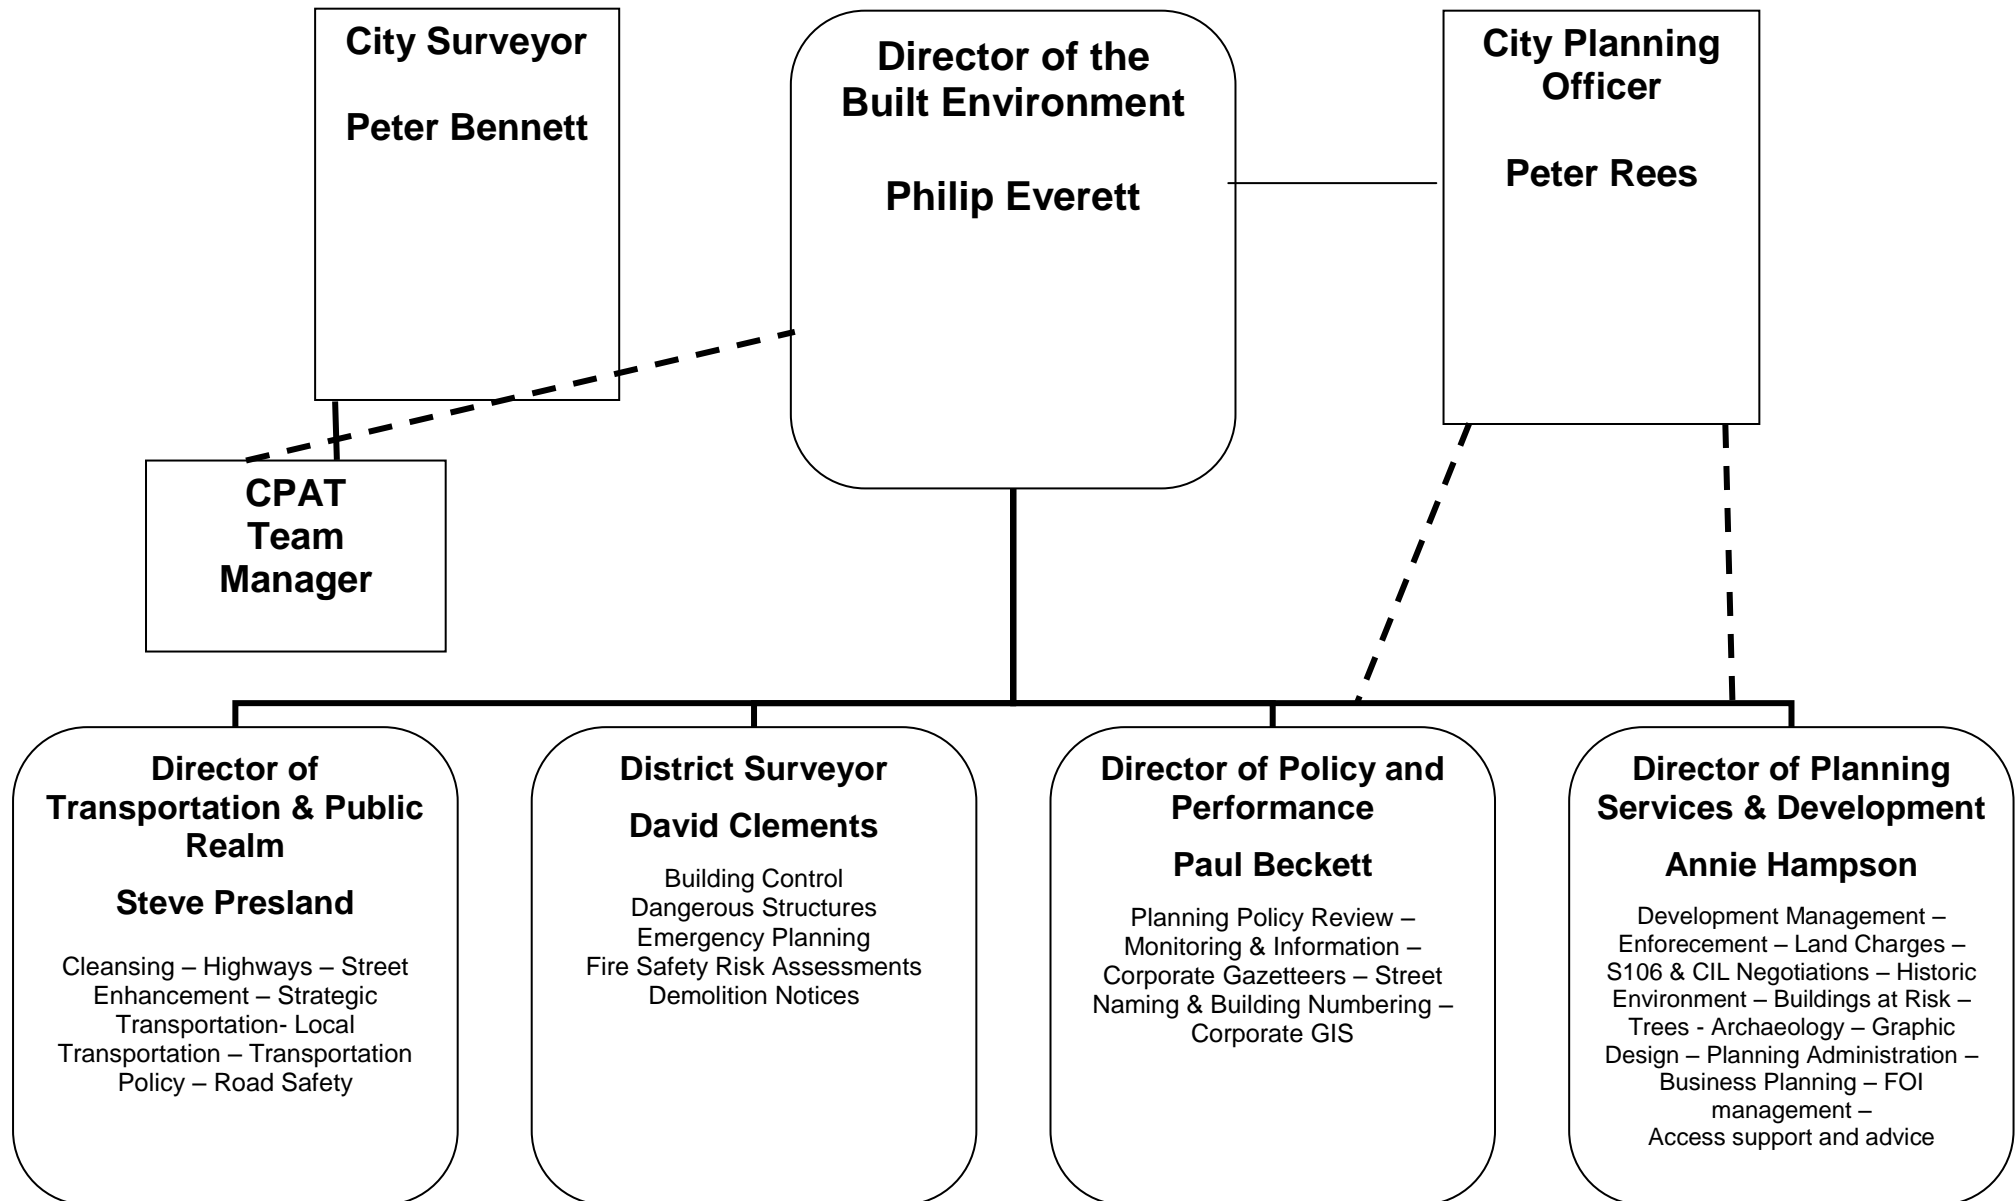 City Surveyor
Peter Bennett
Director of the
Built Environment
Philip Everett
City Planning
Officer
Peter Rees
CPAT
Team
Manager
Director of
Transportation & Public
Realm
Steve Presland
Cleansing – Highways – Street
Enhancement – Strategic
Transportation- Local
Transportation – Transportation
Policy – Road Safety
District Surveyor
David Clements
Building Control
Dangerous Structures
Emergency Planning
Fire Safety Risk Assessments
Demolition Notices
Director of Policy and
Performance
Paul Beckett
Planning Policy Review –
Monitoring & Information –
Corporate Gazetteers – Street
Naming & Building Numbering –
Corporate GIS
Director of Planning
Services & Development
Annie Hampson
Development Management –
Enforecement – Land Charges –
S106 & CIL Negotiations – Historic
Environment – Buildings at Risk –
Trees - Archaeology – Graphic
Design – Planning Administration –
Business Planning – FOI
management –
Access support and advice